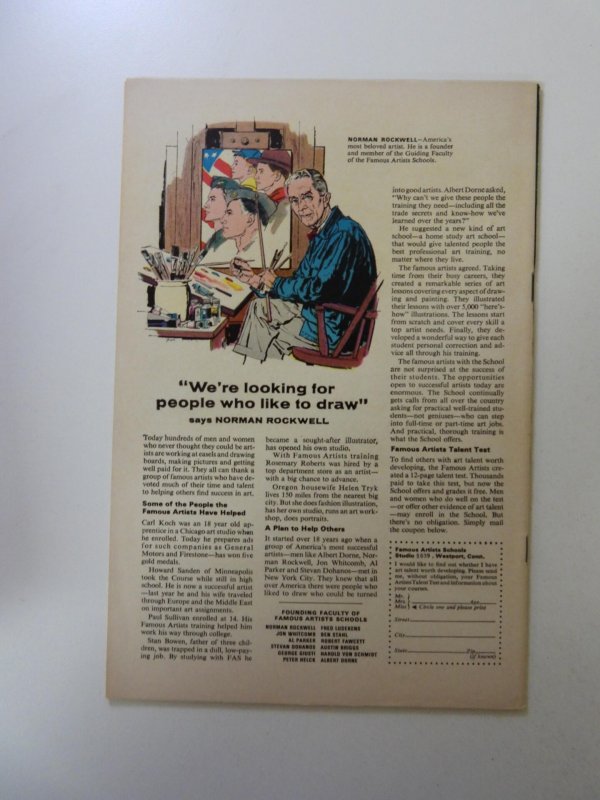 NORMAN ROCKWELL—America's
most beloved artist. He is a founder
and member of the Guiding Faculty
of the Famous Artists Schools.
"We're looking for
people who like to draw"
says NORMAN ROCKWELL
Today hundreds of men and women
who never thought they could be art-
ists are working at easels and drawing
boards, making pictures and getting
well paid for it. They all can thank a
group of famous artists who have de-
voted much of their time and talent
to helping others find success in art.
Some of the People the
Famous Artists Have Helped
Carl Koch was an 18 year old ap-
prentice in a Chicago art studio when
he enrolled. Today he prepares ads
for such companies as General
Motors and Firestone—has won five
gold medals.
Howard Sanden of Minneapolis
took the Course while still in high
school. He is now a successful artist
—last year he and his wife traveled
through Europe and the Middle East
on important art assignments.
Paul Sullivan enrolled at 14. His
Famous Artists training helped him
work his way through college.
Stan Bowen, father of three chil-
dren, was trapped in a dull, low-pay-
ing job. By studying with FAS he
became a sought-after illustrator,
has opened his own studio.
With Famous Artists training
Rosemary Roberts was hired by a
top department store as an artist—
with a big chance to advance.
Oregon housewife Helen Tryk
lives 150 miles from the nearest big
city. But she does fashion illustration,
has her own studio, runs an art work-
shop, does portraits.
A Plan to Help Others
It started over 18 years ago when a
group of America's most successful
artists—men like Albert Dorne, Nor-
man Rockwell, Jon Whitcomb, Al
Parker and Stevan Dohanos—met in
New York City. They knew that all
over America there were people who
liked to draw who could be turned
FOUNDING FACULTY OF
FAMOUS ARTISTS SCHOOLS
NORMAN ROCKWELL FRED LUDEKENS
JON WHITCOMB BEN STAHL
AL PARKER ROBERT FAWCETT
STEVAN DOHANOS AUSTIN BRIGGS
GEORGE GIUSTI HAROLD VON SCHMIDT
PETER HELCK ALBERT DORNE
into good artists. Albert Dorne asked,
"Why can't we give these people the
training they need—including all the
trade secrets and know-how we've
learned over the years?"
He suggested a new kind of art
school—a home study art school—
that would give talented people the
best professional art training, no
matter where they live.
The famous artists agreed. Taking
time from their busy careers, they
created a remarkable series of art
lessons covering every aspect of draw-
ing and painting. They illustrated
their lessons with over 5,000 "here's-
how" illustrations. The lessons start
from scratch and cover every skill a
top artist needs. Finally, they de-
veloped a wonderful way to give each
student personal correction and ad-
vice all through his training.
The famous artists with the School
are not surprised at the success of
their students. The opportunities
open to successful artists today are
enormous. The School continually
gets calls from all over the country
asking for practical well-trained stu-
dents—not geniuses—who can step
into full-time or part-time art jobs.
And practical, thorough training is
what the School offers.
Famous Artists Talent Test
To find others with art talent worth
developing, the Famous Artists cre-
ated a 12-page talent test. Thousands
paid to take this test, but now the
School offers and grades it free. Men
and women who do well on the test
—or offer other evidence of art talent
—may enroll in the School. But
there's no obligation. Simply mail
the coupon below.
Famous Artists Schools
Studio 1639, Westport, Conn.
I would like to find out whether I have
art talent worth developing. Please send
me, without obligation, your Famous
Artists Talent Test and information about
your courses.
Mr.
Mrs. Age
Miss Circle one and please print
Street
City
State Zip
(if known)